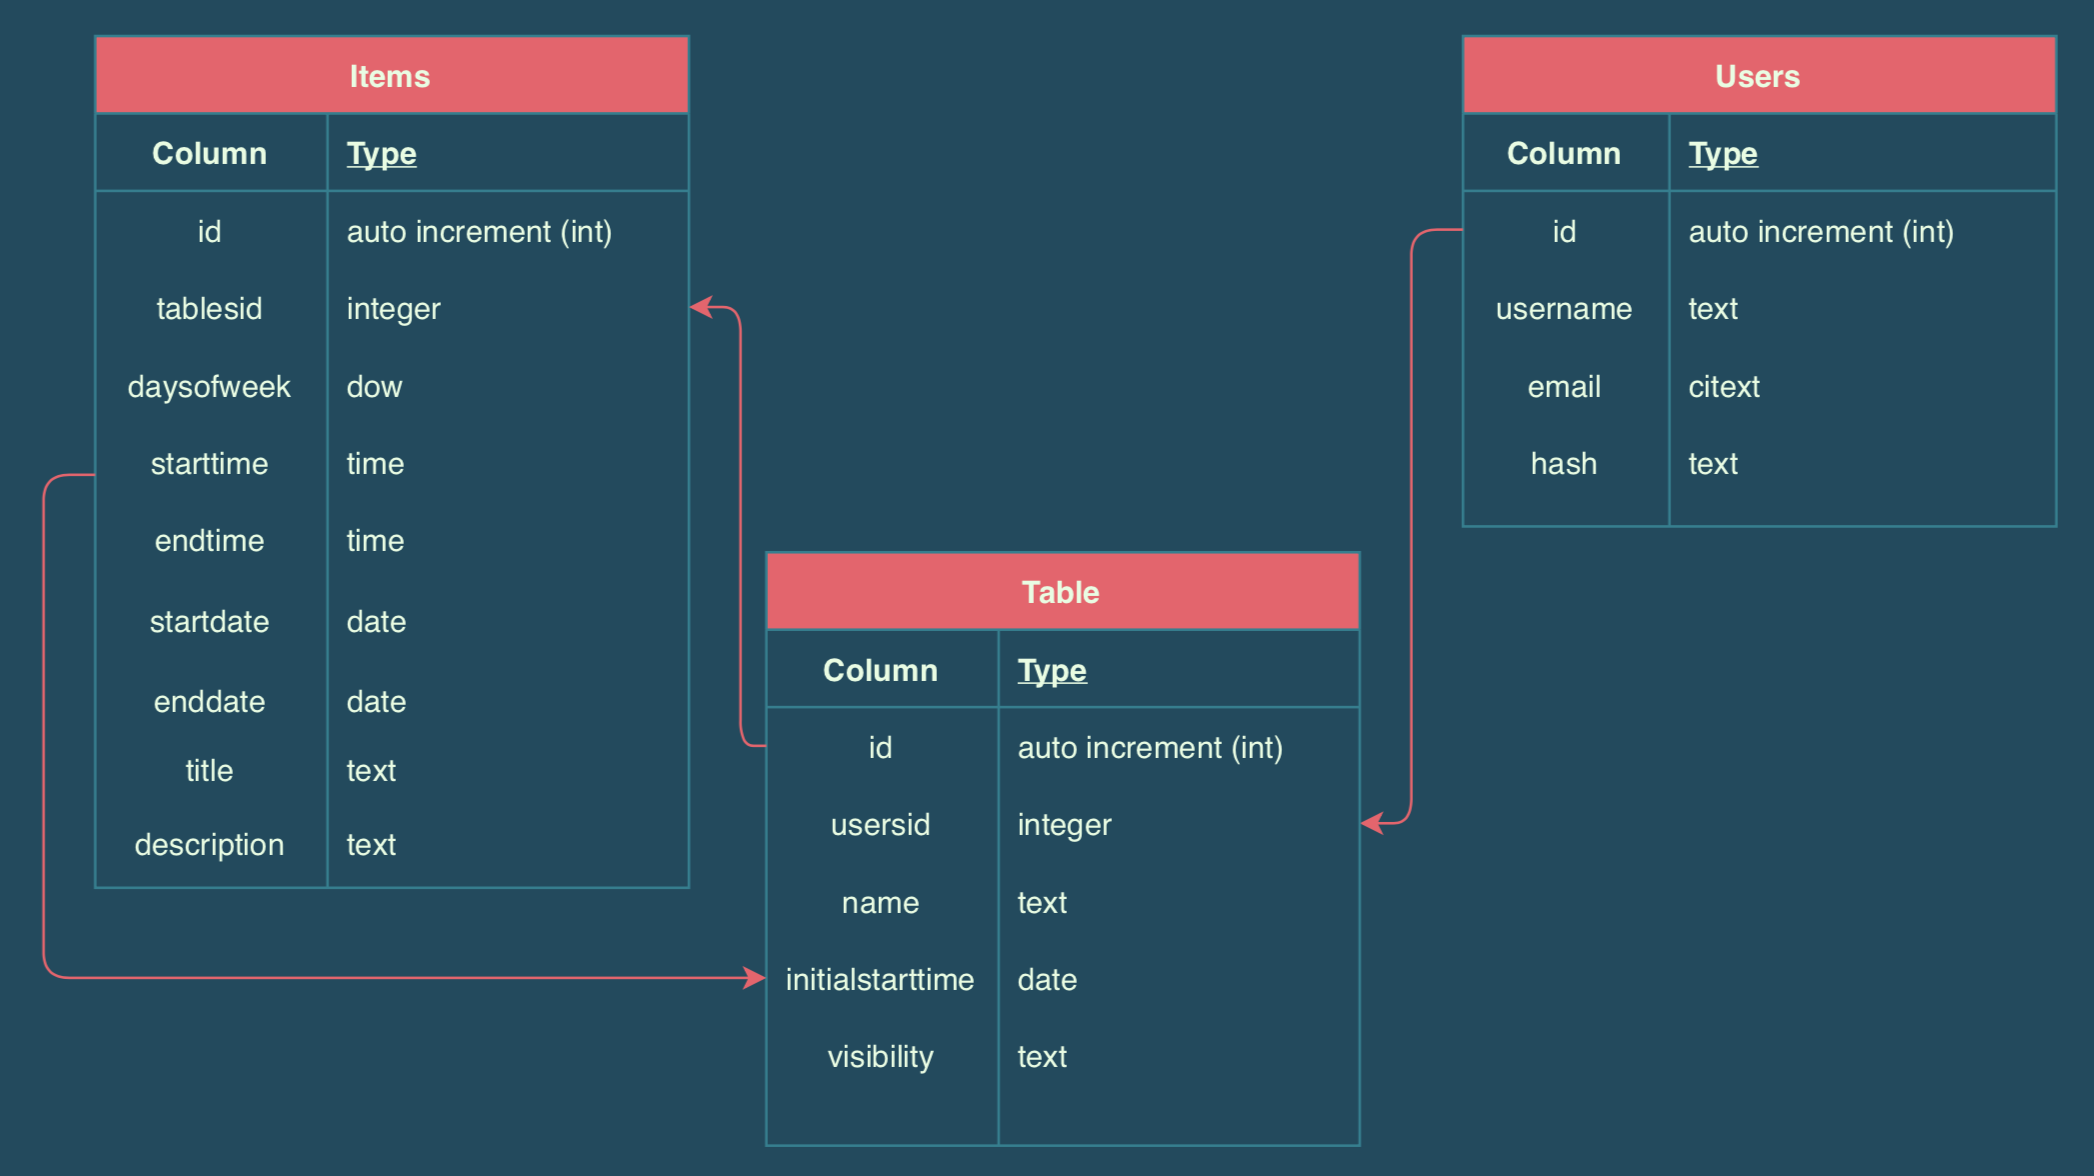 Items
Column Type
id auto increment (int)
tablesid integer
daysofweek dow
starttime time
endtime time
startdate date
enddate date
title text
description text
Users
Column Type
id auto increment (int)
username text
email citext
hash text
Table
Column Type
id auto increment (int)
usersid integer
name text
initialstarttime date
visibility text